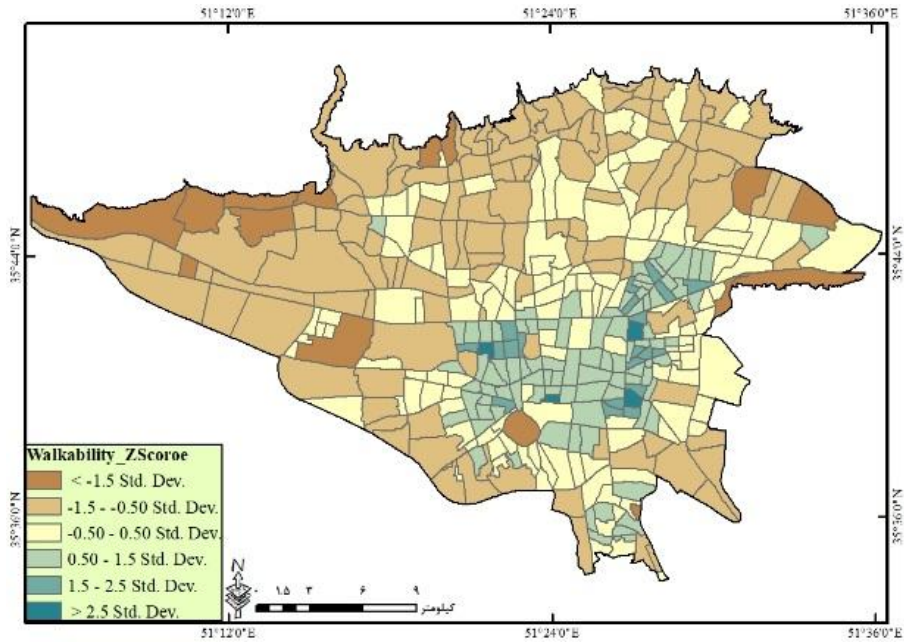 51°12'0"E 51°24'0"E 51°36'0"E
35°44'0"N 35°44'0"N
35°36'0"N 35°36'0"N
Walkability_ZScoroe
< -1.5 Std. Dev.
-1.5 - -0.50 Std. Dev.
-0.50 - 0.50 Std. Dev.
0.50 - 1.5 Std. Dev.
1.5 - 2.5 Std. Dev.
> 2.5 Std. Dev.
N
۰ ۱.۵ ۳ ۶ ۹
کیلومتر
51°12'0"E 51°24'0"E 51°36'0"E